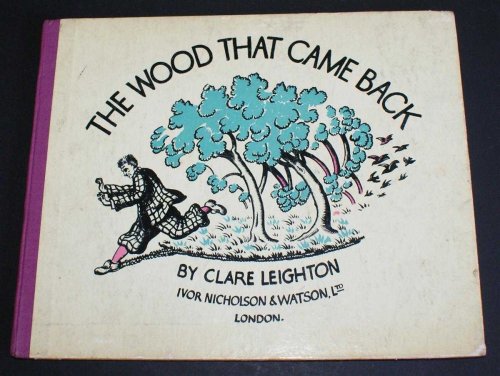 THE WOOD THAT CAME BACK
BY CLARE LEIGHTON
IVOR NICHOLSON & WATSON, LTD
LONDON.